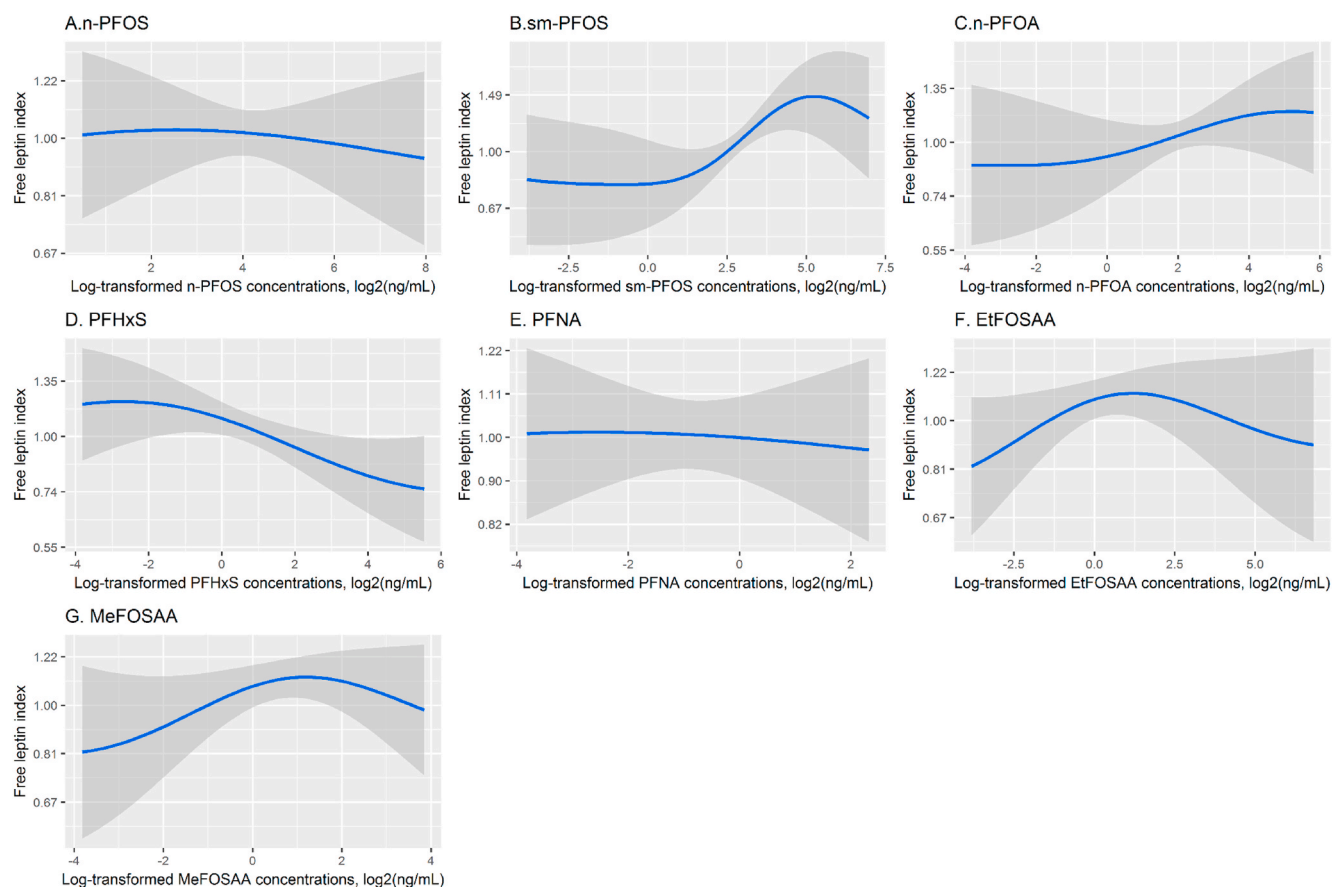 A.n-PFOS
Free leptin index
1.22
1.00
0.81
0.67
2
4
6
8
Log-transformed n-PFOS concentrations, log2(ng/mL)
B.sm-PFOS
Free leptin index
1.49
1.00
0.67
-2.5
0.0
2.5
5.0
7.5
Log-transformed sm-PFOS concentrations, log2(ng/mL)
C.n-PFOA
Free leptin index
1.35
1.00
0.74
0.55
-4
-2
0
2
4
6
Log-transformed n-PFOA concentrations, log2(ng/mL)
D. PFHxS
Free leptin index
1.35
1.00
0.74
0.55
-4
-2
0
2
4
6
Log-transformed PFHxS concentrations, log2(ng/mL)
E. PFNA
Free leptin index
1.22
1.11
1.00
0.90
0.82
-4
-2
0
2
Log-transformed PFNA concentrations, log2(ng/mL)
F. EtFOSAA
Free leptin index
1.22
1.00
0.81
0.67
-2.5
0.0
2.5
5.0
Log-transformed EtFOSAA concentrations, log2(ng/mL)
G. MeFOSAA
Free leptin index
1.22
1.00
0.81
0.67
-4
-2
0
2
4
Log-transformed MeFOSAA concentrations, log2(ng/mL)